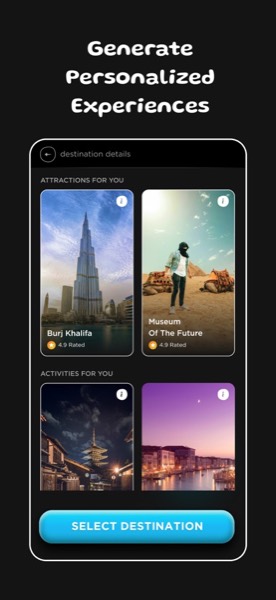 Generate
Personalized
Experiences
destination details
ATTRACTIONS FOR YOU
i
i
Burj Khalifa
4.9 Rated
Museum
Of The Future
4.9 Rated
ACTIVITIES FOR YOU
i
i
SELECT DESTINATION